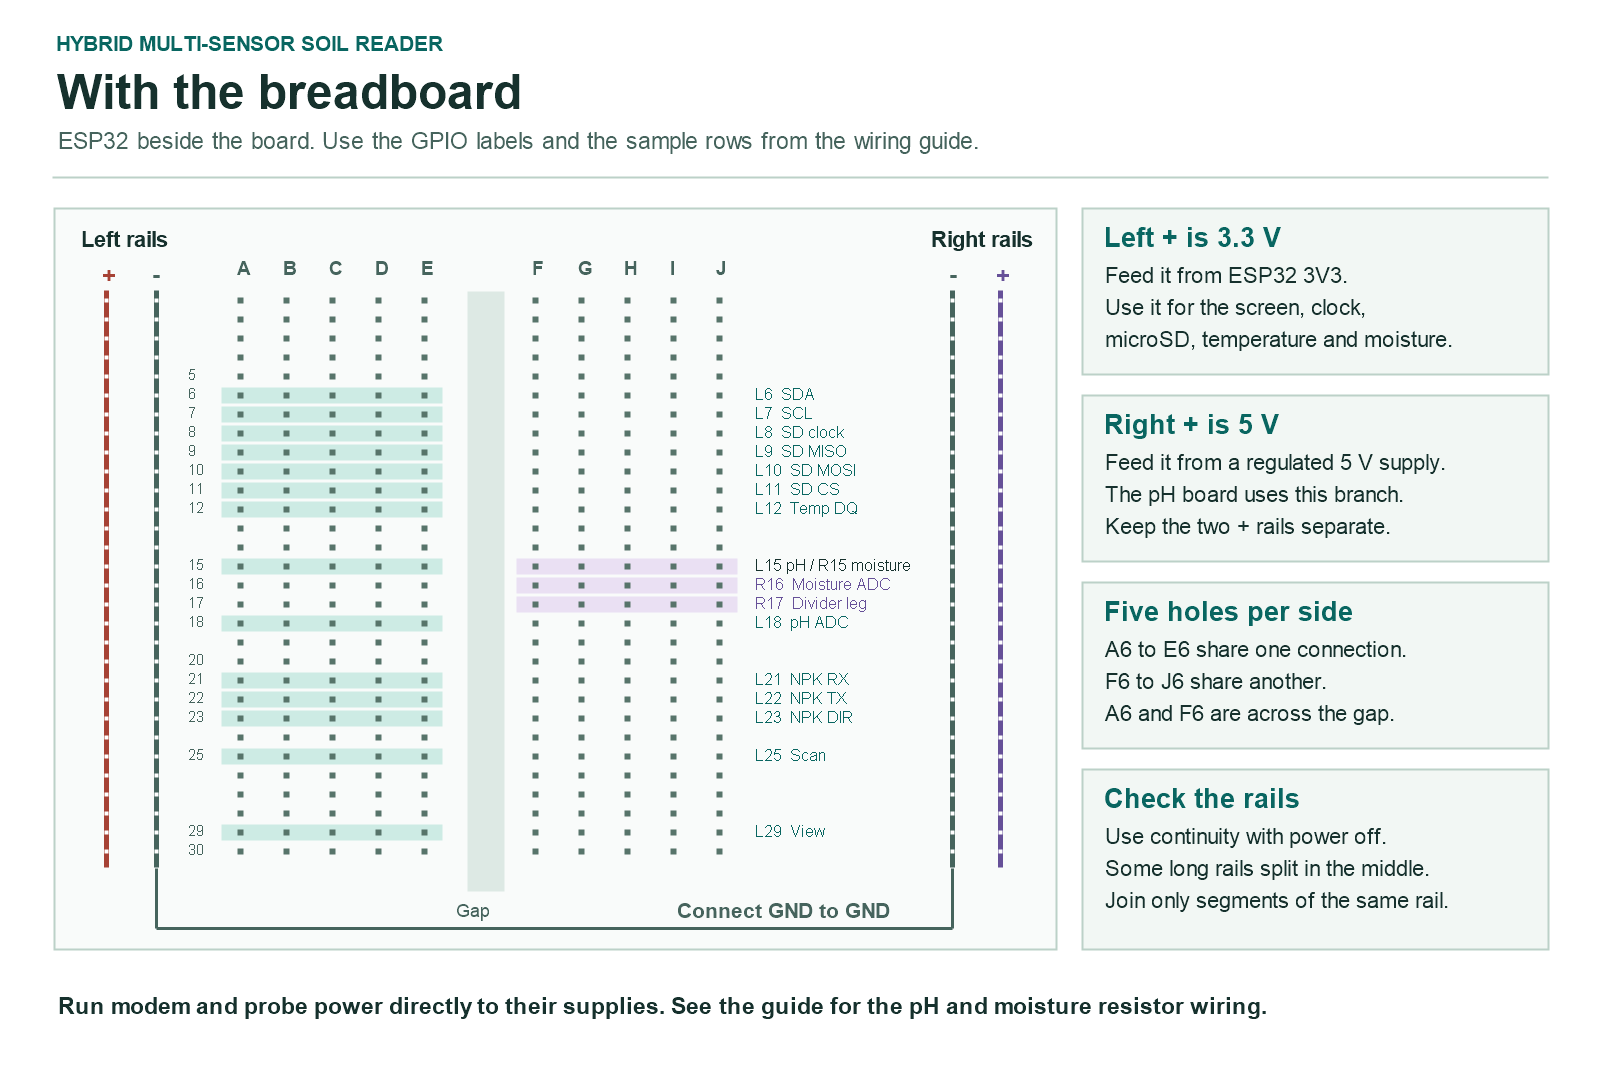 HYBRID MULTI-SENSOR SOIL READER
With the breadboard
ESP32 beside the board. Use the GPIO labels and the sample rows from the wiring guide.
Left rails
Right rails
+ - A B C D E F G H I J - +
5
6 L6 SDA
7 L7 SCL
8 L8 SD clock
9 L9 SD MISO
10 L10 SD MOSI
11 L11 SD CS
12 L12 Temp DQ
15 L15 pH / R15 moisture
16 R16 Moisture ADC
17 R17 Divider leg
18 L18 pH ADC
20
21 L21 NPK RX
22 L22 NPK TX
23 L23 NPK DIR
25 L25 Scan
29 L29 View
30
Gap
Connect GND to GND
Left + is 3.3 V
Feed it from ESP32 3V3.
Use it for the screen, clock,
microSD, temperature and moisture.
Right + is 5 V
Feed it from a regulated 5 V supply.
The pH board uses this branch.
Keep the two + rails separate.
Five holes per side
A6 to E6 share one connection.
F6 to J6 share another.
A6 and F6 are across the gap.
Check the rails
Use continuity with power off.
Some long rails split in the middle.
Join only segments of the same rail.
Run modem and probe power directly to their supplies. See the guide for the pH and moisture resistor wiring.